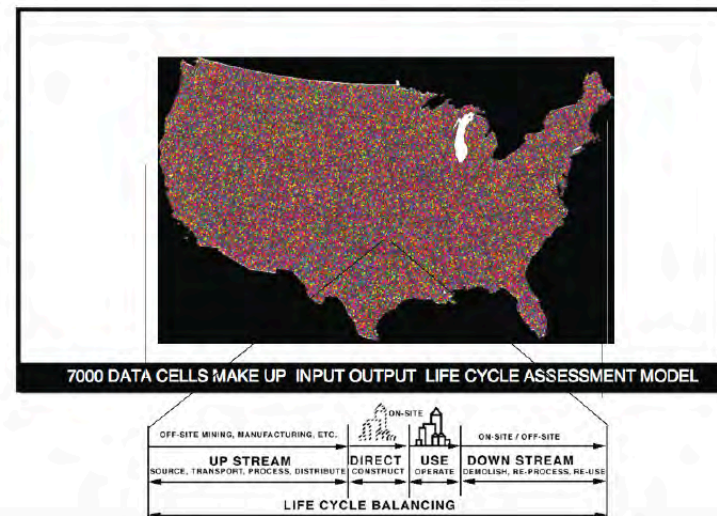 7000 DATA CELLS MAKE UP INPUT OUTPUT LIFE CYCLE ASSESSMENT MODEL
ON-SITE
OFF-SITE MINING, MANUFACTURING, ETC.
ON-SITE / OFF-SITE
UP STREAM
DIRECT
USE
DOWN STREAM
SOURCE, TRANSPORT, PROCESS, DISTRIBUTE
CONSTRUCT
OPERATE
DEMOLISH, RE-PROCESS, RE-USE
LIFE CYCLE BALANCING